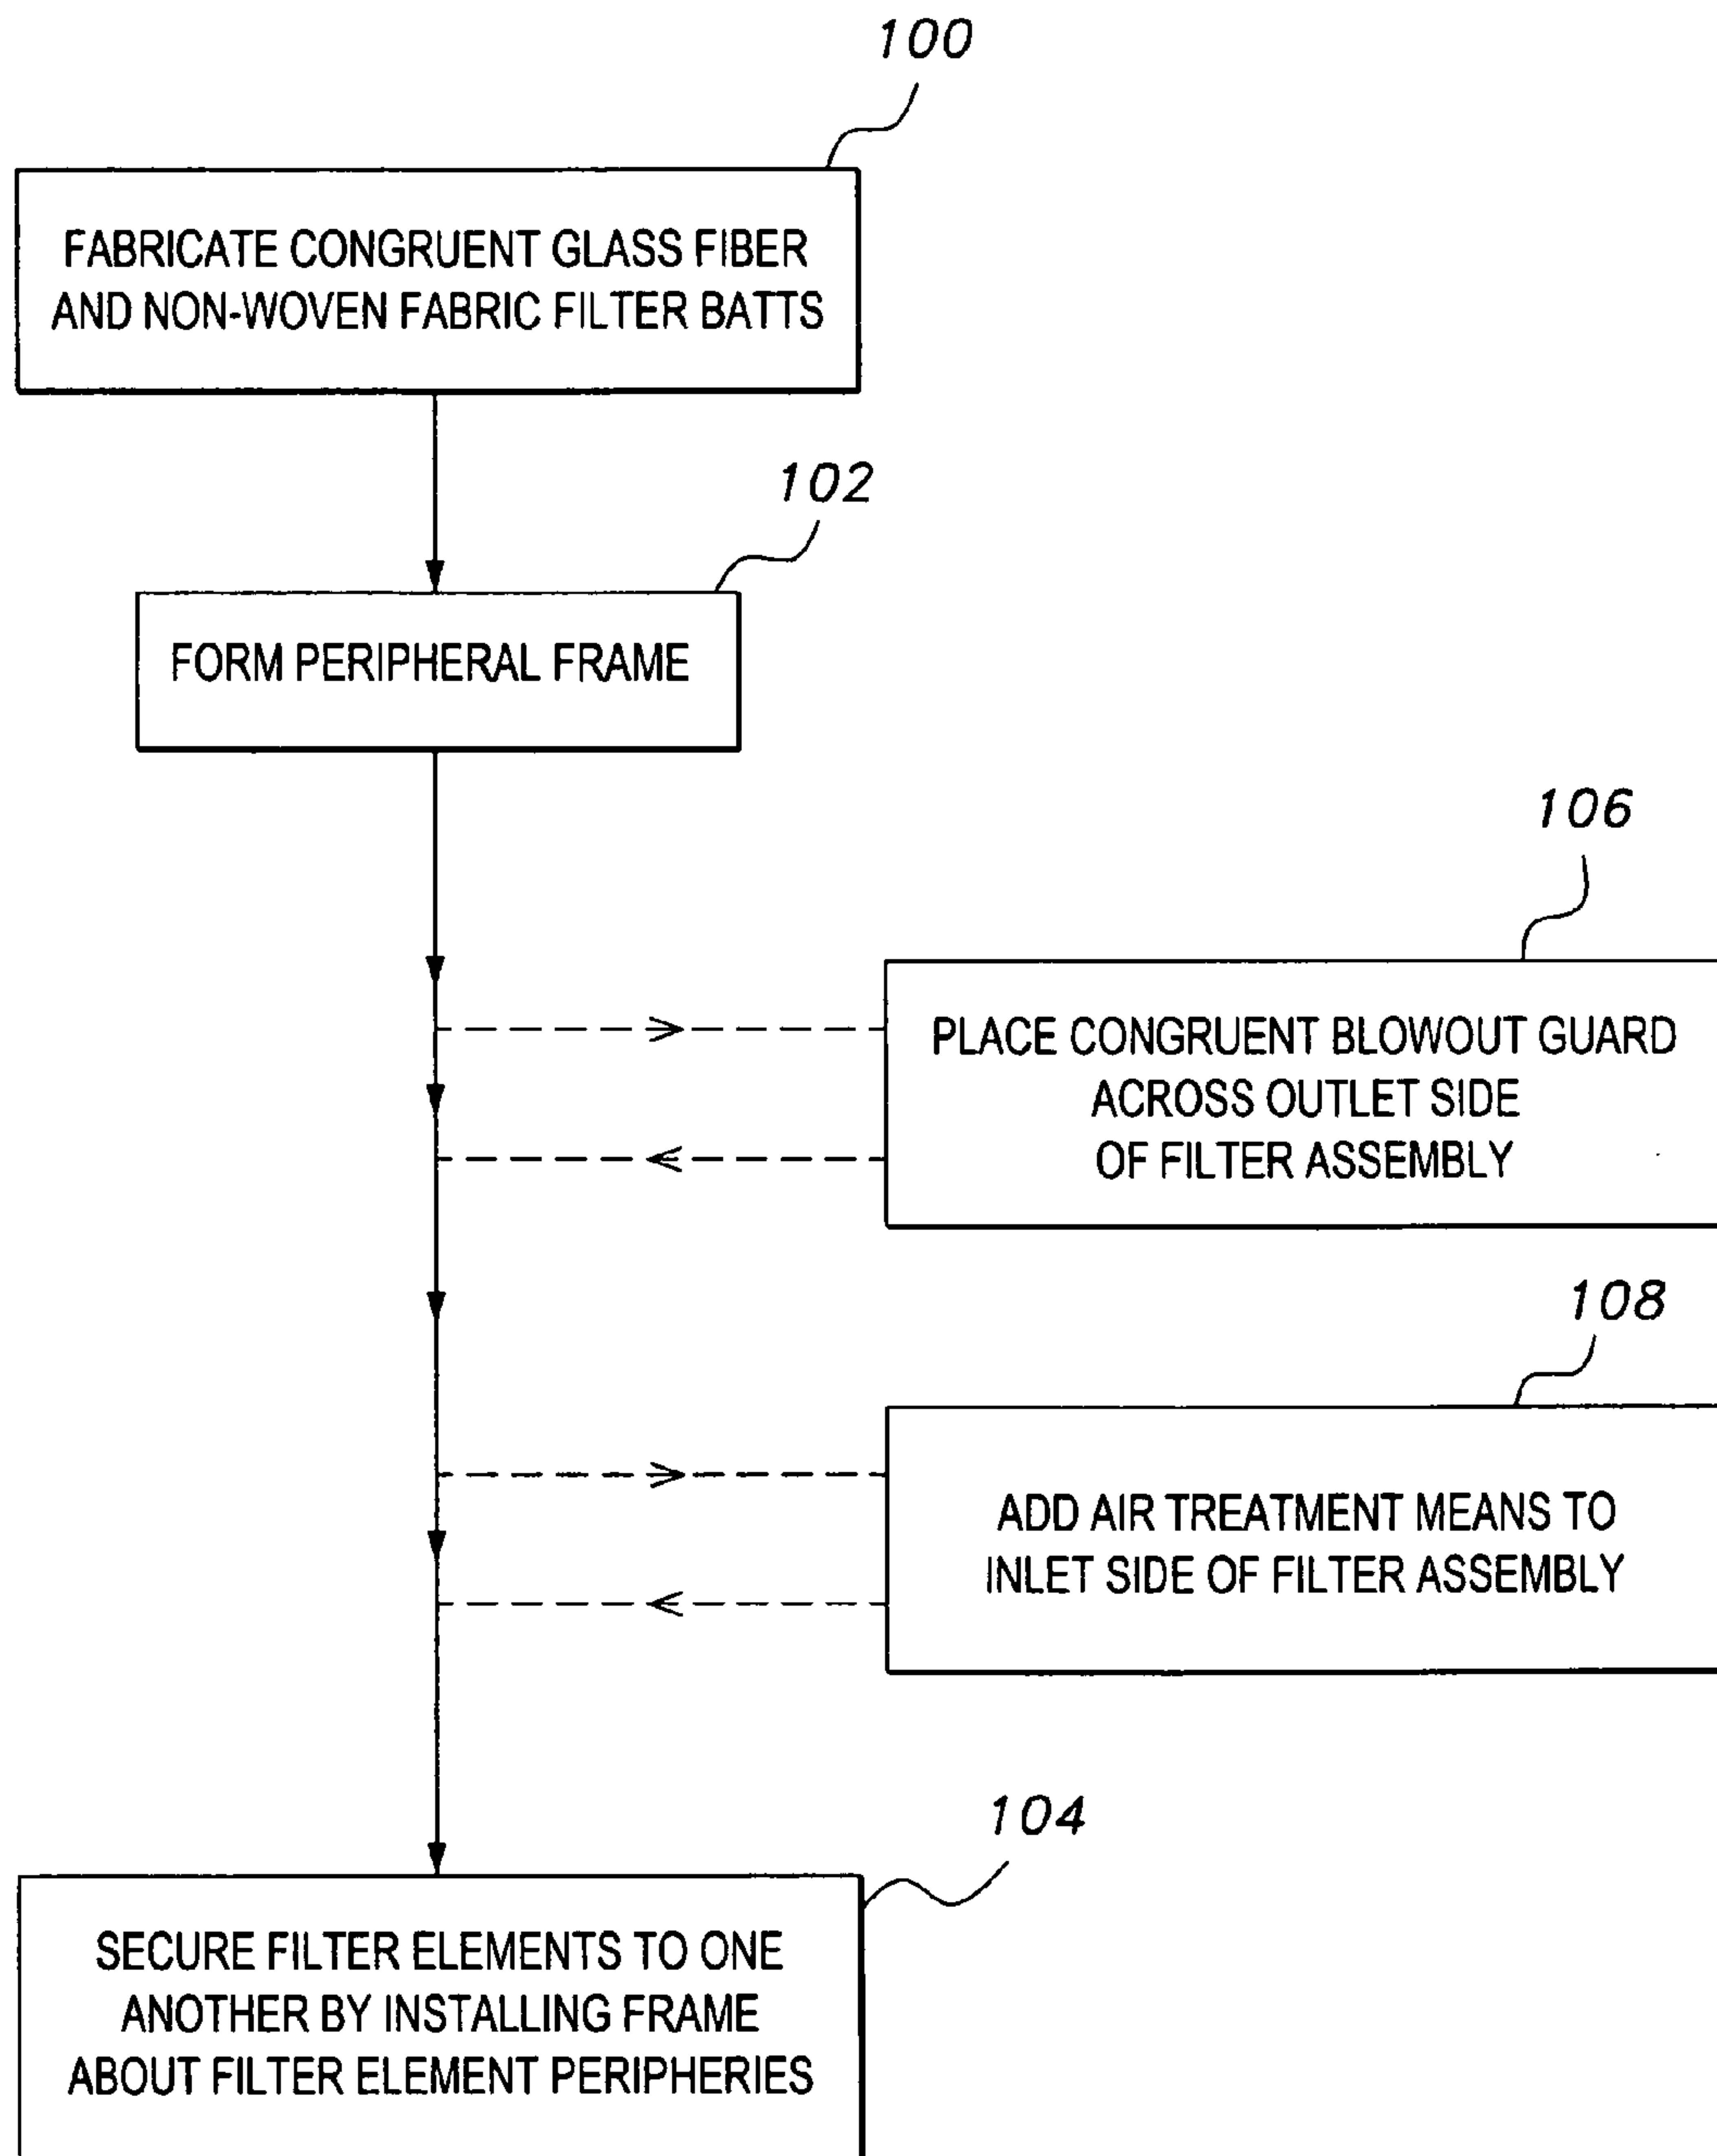 100
FABRICATE CONGRUENT GLASS FIBER
AND NON-WOVEN FABRIC FILTER BATTS
102
FORM PERIPHERAL FRAME
106
PLACE CONGRUENT BLOWOUT GUARD
ACROSS OUTLET SIDE
OF FILTER ASSEMBLY
108
ADD AIR TREATMENT MEANS TO
INLET SIDE OF FILTER ASSEMBLY
104
SECURE FILTER ELEMENTS TO ONE
ANOTHER BY INSTALLING FRAME
ABOUT FILTER ELEMENT PERIPHERIES